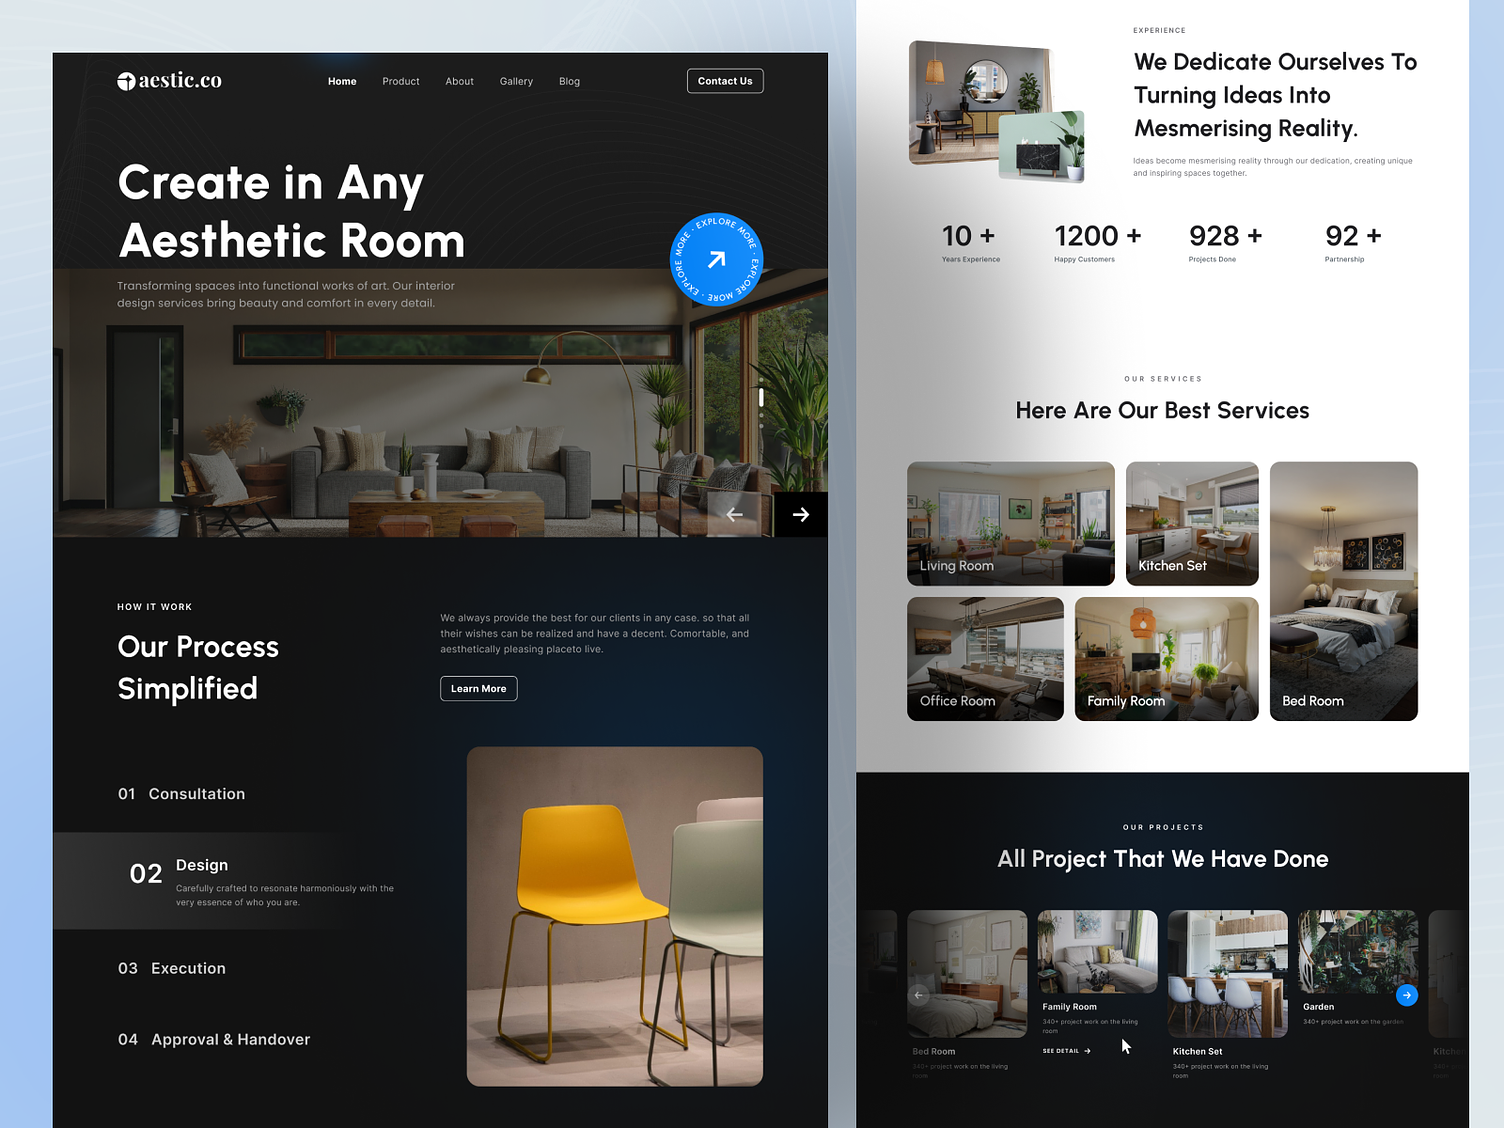 aestic.co
Home
Product
About
Gallery
Blog
Contact Us
Create in Any
Aesthetic Room
Transforming spaces into functional works of art. Our interior
design services bring beauty and comfort in every detail.
EXPLORE MORE · EXPLORE MORE · EXPLORE MORE ·
HOW IT WORK
Our Process
Simplified
We always provide the best for our clients in any case. so that all
their wishes can be realized and have a decent. Comortable, and
aesthetically pleasing placeto live.
Learn More
01 Consultation
02 Design
Carefully crafted to resonate harmoniously with the
very essence of who you are.
03 Execution
04 Approval & Handover
EXPERIENCE
We Dedicate Ourselves To
Turning Ideas Into
Mesmerising Reality.
Ideas become mesmerising reality through our dedication, creating unique
and inspiring spaces together.
10 +
Years Experience
1200 +
Happy Customers
928 +
Projects Done
92 +
Partnership
OUR SERVICES
Here Are Our Best Services
Living Room
Kitchen Set
Office Room
Family Room
Bed Room
OUR PROJECTS
All Project That We Have Done
Bed Room
340+ project work on the living
room
Family Room
340+ project work on the living
room
SEE DETAIL
Kitchen Set
340+ project work on the living
room
Garden
340+ project work on the garden